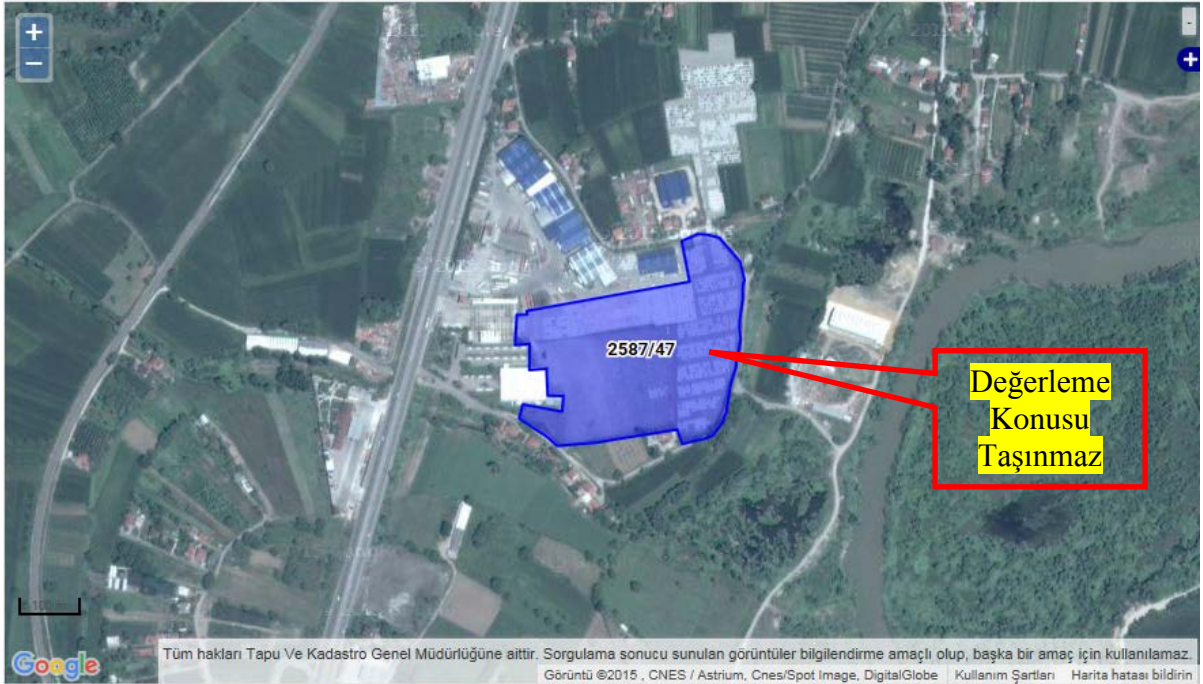 2587/47
Değerleme
Konusu
Taşınmaz
Google
Tüm hakları Tapu Ve Kadastro Genel Müdürlüğüne aittir. Sorgulama sonucu sunulan görüntüler bilgilendirme amaçlı olup, başka bir amaç için kullanılamaz.
Görüntü ©2015 , CNES / Astrium, Cnes/Spot Image, DigitalGlobe Kullanım Şartları Harita hatası bildirin